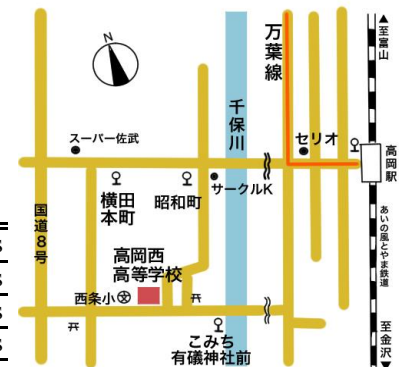 N
▲至富山
万葉線
千保川
スーパー佐武
セリオ
高岡駅
サークルK
横田
本町
昭和町
国道8号
あいの風とやま鉄道
高岡西
高等学校
西条小
文
こみち
有礒神社前
至金沢▼
s
s
s
s